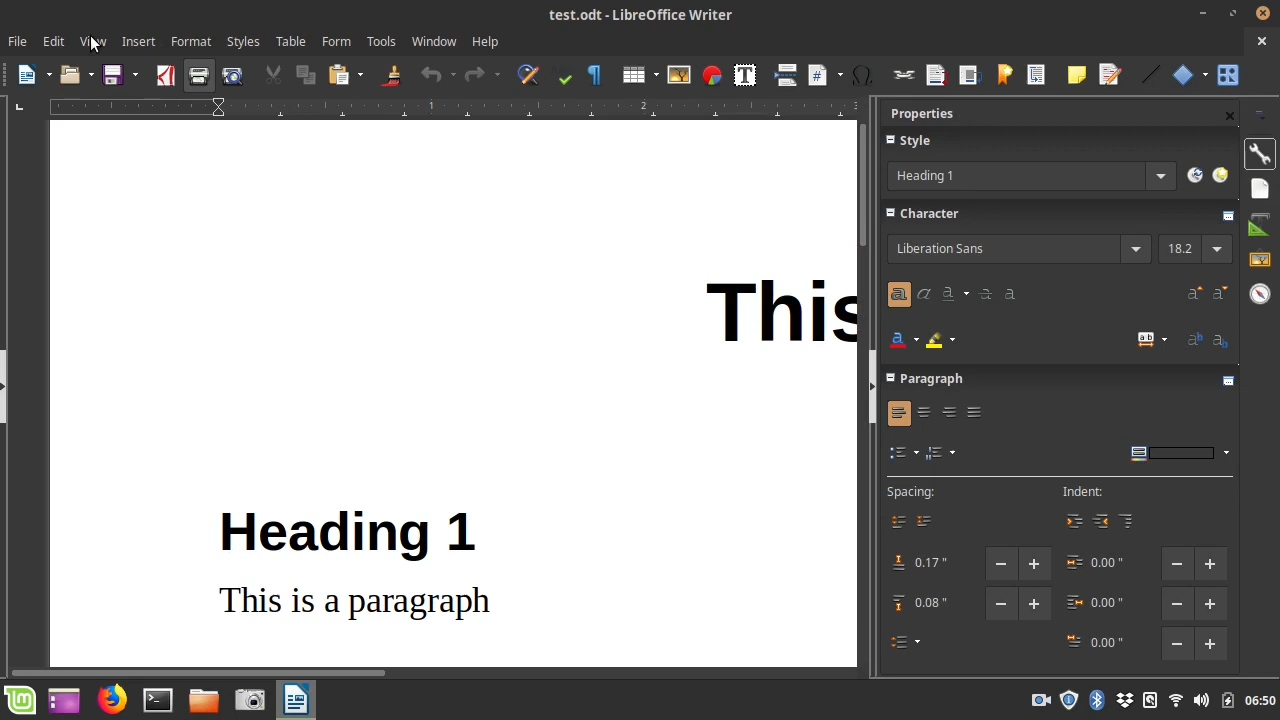 test.odt - LibreOffice Writer
File Edit View Insert Format Styles Table Form Tools Window Help
1 2 3
Properties
Style
Heading 1
Character
Liberation Sans 18.2
This
Paragraph
Spacing: Indent:
Heading 1
0.17 " 0.00 "
This is a paragraph
0.08 " 0.00 "
0.00 "
06:50